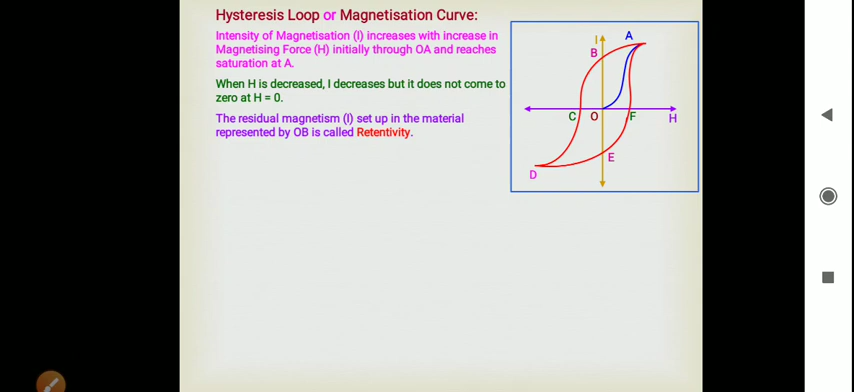 Hysteresis Loop or Magnetisation Curve:
Intensity of Magnetisation (I) increases with increase in
Magnetising Force (H) initially through OA and reaches
saturation at A.
When H is decreased, I decreases but it does not come to
zero at H = 0.
The residual magnetism (I) set up in the material
represented by OB is called Retentivity.
I
A
B
C
O
F
H
E
D